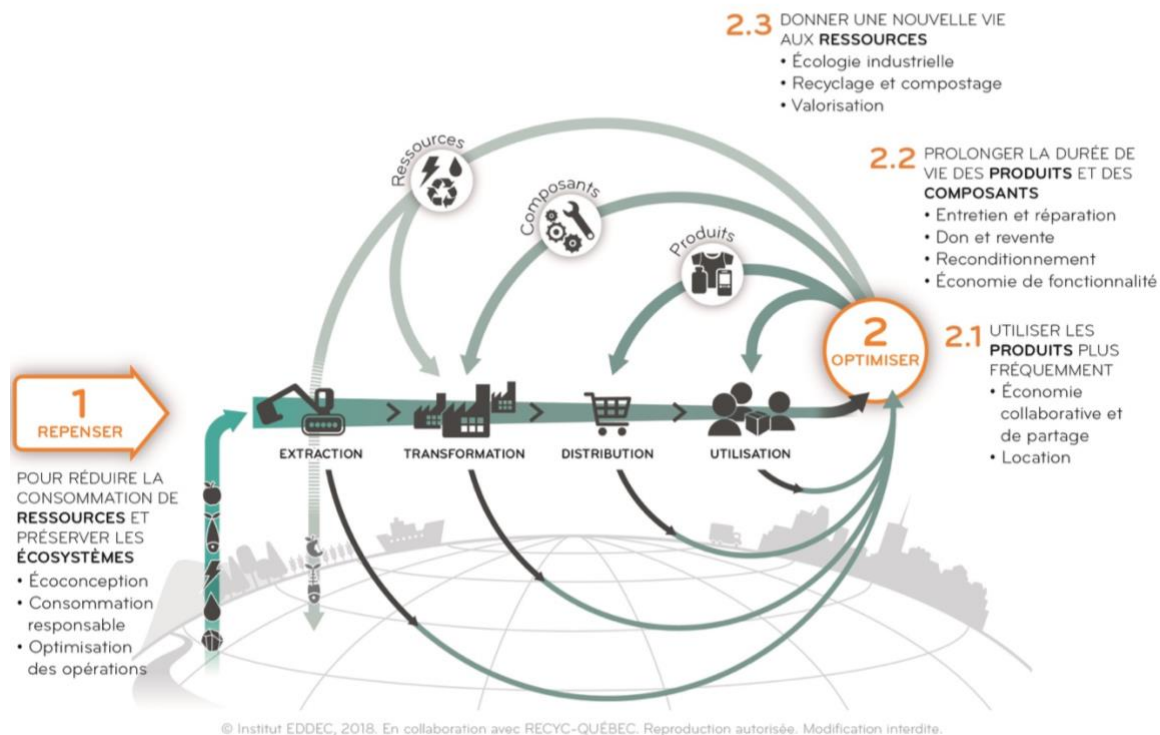 2.3 DONNER UNE NOUVELLE VIE
AUX RESSOURCES
• Écologie industrielle
• Recyclage et compostage
• Valorisation
2.2 PROLONGER LA DURÉE DE
VIE DES PRODUITS ET DES
COMPOSANTS
• Entretien et réparation
• Don et revente
• Reconditionnement
• Économie de fonctionnalité
Ressources
Composants
Produits
2
OPTIMISER
2.1 UTILISER LES
PRODUITS PLUS
FRÉQUEMMENT
• Économie
collaborative et
de partage
• Location
1
REPENSER
POUR RÉDUIRE LA
CONSOMMATION DE
RESSOURCES ET
PRÉSERVER LES
ÉCOSYSTÈMES
• Écoconception
• Consommation
responsable
• Optimisation
des opérations
EXTRACTION
TRANSFORMATION
DISTRIBUTION
UTILISATION
© Institut EDDEC, 2018. En collaboration avec RECYC-QUÉBEC. Reproduction autorisée. Modification interdite.